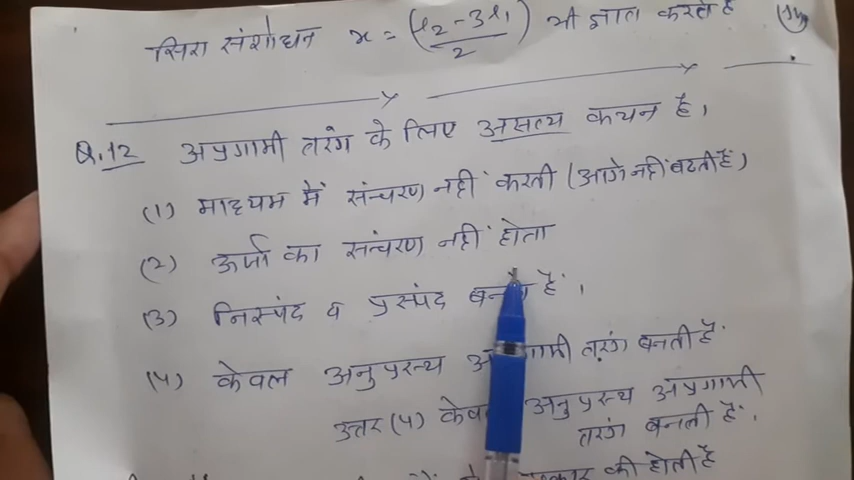 सिरा संशोधन x = (l2 - 3l1 / 2) भी ज्ञात करते हैं
Q.12 अप्रगामी तरंग के लिए असत्य कथन है।
(1) माध्यम में संचरण नहीं करती (आगे नहीं बढती हैं)
(2) ऊर्जा का संचरण नहीं होता
(3) निस्पंद व प्रस्पंद बनते हैं।
(4) केवल अनुप्रस्थ अप्रगामी तरंग बनती हैं
उत्तर (4) केवल अनुप्रस्थ अप्रगामी
तरंग बनती हैं।
की होती है